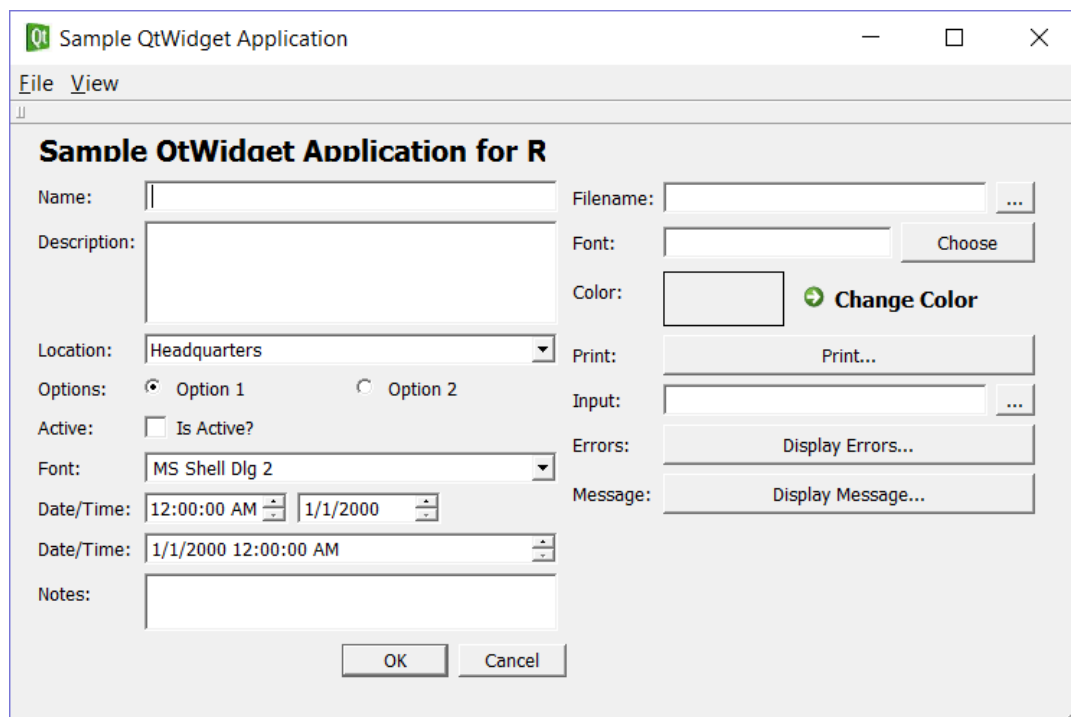 Qt Sample QtWidget Application
File View
Sample QtWidget Application for R
Name:
Description:
Location: Headquarters
Options: Option 1 Option 2
Active: Is Active?
Font: MS Shell Dlg 2
Date/Time: 12:00:00 AM 1/1/2000
Date/Time: 1/1/2000 12:00:00 AM
Notes:
Filename: ...
Font: Choose
Color: Change Color
Print: Print...
Input: ...
Errors: Display Errors...
Message: Display Message...
OK Cancel